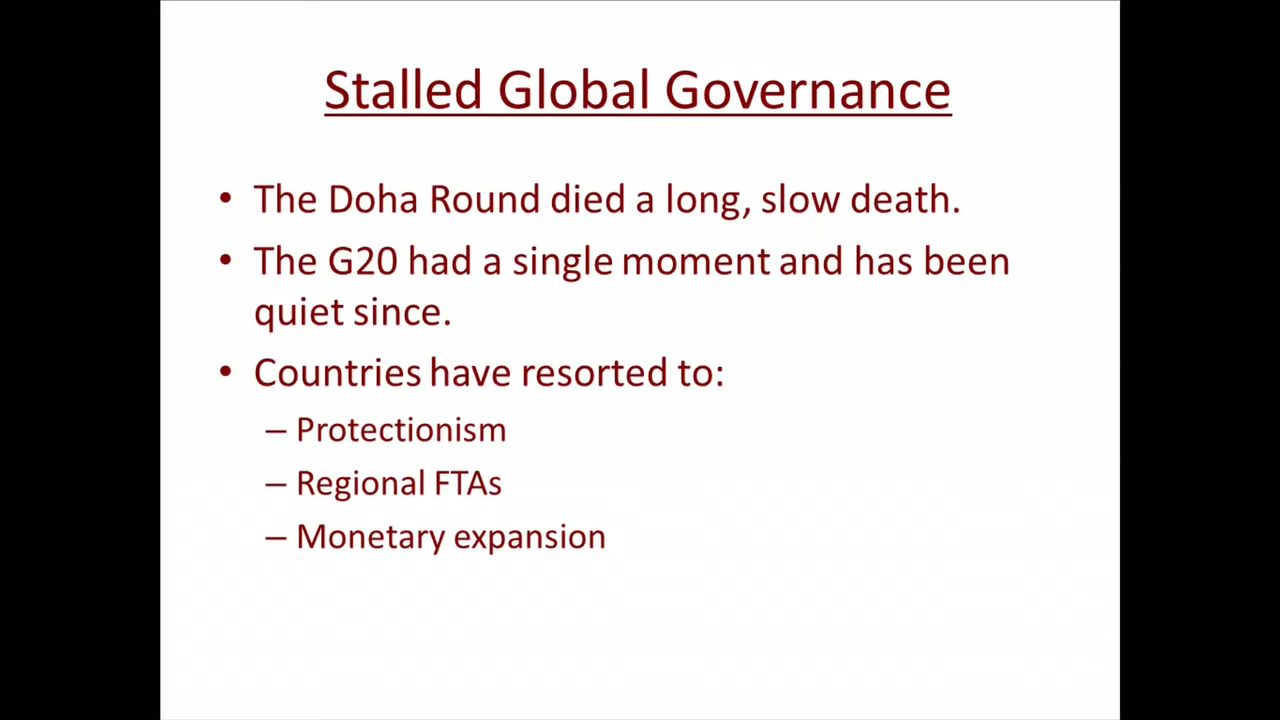 Stalled Global Governance
• The Doha Round died a long, slow death.
• The G20 had a single moment and has been
quiet since.
• Countries have resorted to:
– Protectionism
– Regional FTAs
– Monetary expansion